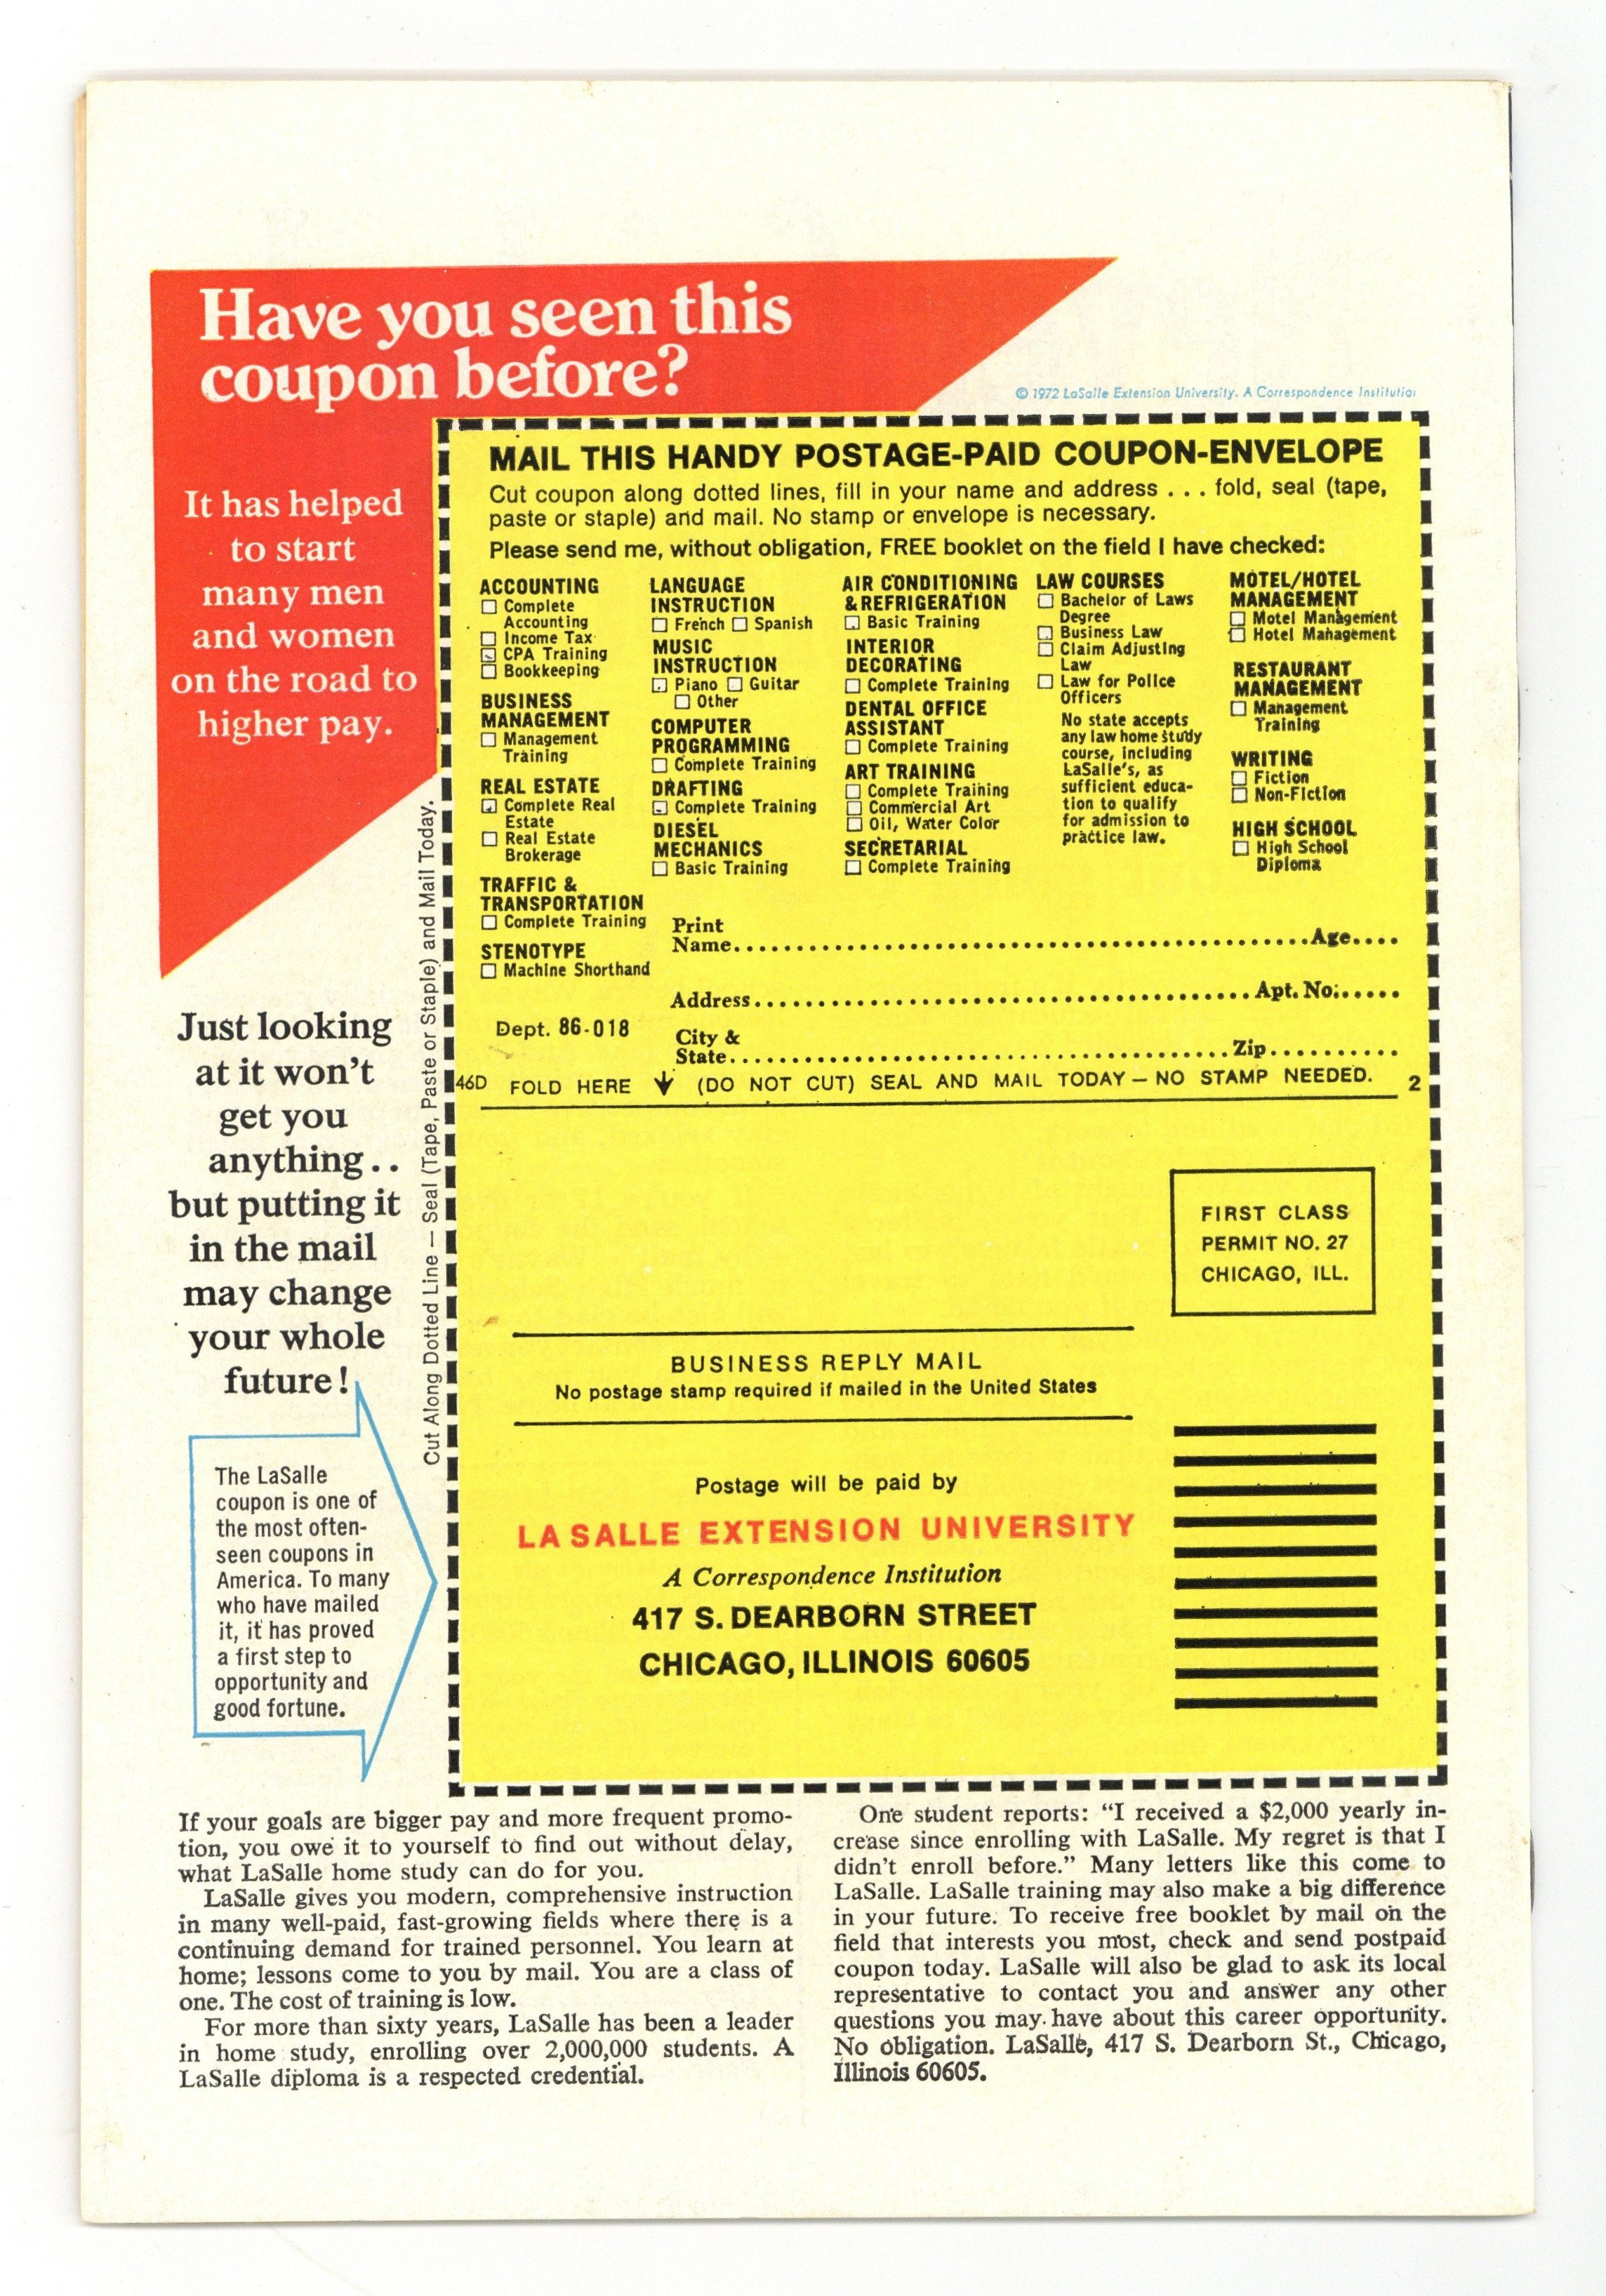 Have you seen this
coupon before?
© 1972 LaSalle Extension University. A Correspondence Institution
It has helped
to start
many men
and women
on the road to
higher pay.
Just looking
at it won't
get you
anything..
but putting it
in the mail
may change
your whole
future!
The LaSalle
coupon is one of
the most often-
seen coupons in
America. To many
who have mailed
it, it has proved
a first step to
opportunity and
good fortune.
Cut Along Dotted Line — Seal (Tape, Paste or Staple) and Mail Today.
MAIL THIS HANDY POSTAGE-PAID COUPON-ENVELOPE
Cut coupon along dotted lines, fill in your name and address . . . fold, seal (tape,
paste or staple) and mail. No stamp or envelope is necessary.
Please send me, without obligation, FREE booklet on the field I have checked:
ACCOUNTING
Complete
Accounting
Income Tax
CPA Training
Bookkeeping
BUSINESS
MANAGEMENT
Management
Training
REAL ESTATE
Complete Real
Estate
Real Estate
Brokerage
TRAFFIC &
TRANSPORTATION
Complete Training
STENOTYPE
Machine Shorthand
LANGUAGE
INSTRUCTION
French Spanish
MUSIC
INSTRUCTION
Piano Guitar
Other
COMPUTER
PROGRAMMING
Complete Training
DRAFTING
Complete Training
DIESEL
MECHANICS
Basic Training
AIR CONDITIONING
& REFRIGERATION
Basic Training
INTERIOR
DECORATING
Complete Training
DENTAL OFFICE
ASSISTANT
Complete Training
ART TRAINING
Complete Training
Commercial Art
Oil, Water Color
SECRETARIAL
Complete Training
LAW COURSES
Bachelor of Laws
Degree
Business Law
Claim Adjusting
Law
Law for Police
Officers
No state accepts
any law home study
course, including
LaSalle's, as
sufficient educa-
tion to qualify
for admission to
practice law.
MOTEL/HOTEL
MANAGEMENT
Motel Management
Hotel Management
RESTAURANT
MANAGEMENT
Management
Training
WRITING
Fiction
Non-Fiction
HIGH SCHOOL
High School
Diploma
Print
Name.................................................Age....
Address..........................................Apt. No......
Dept. 86-018
City &
State..........................................Zip...........
46D FOLD HERE ↓ (DO NOT CUT) SEAL AND MAIL TODAY — NO STAMP NEEDED. 2
FIRST CLASS
PERMIT NO. 27
CHICAGO, ILL.
BUSINESS REPLY MAIL
No postage stamp required if mailed in the United States
Postage will be paid by
LA SALLE EXTENSION UNIVERSITY
A Correspondence Institution
417 S. DEARBORN STREET
CHICAGO, ILLINOIS 60605
If your goals are bigger pay and more frequent promo-
tion, you owe it to yourself to find out without delay,
what LaSalle home study can do for you.
LaSalle gives you modern, comprehensive instruction
in many well-paid, fast-growing fields where there is a
continuing demand for trained personnel. You learn at
home; lessons come to you by mail. You are a class of
one. The cost of training is low.
For more than sixty years, LaSalle has been a leader
in home study, enrolling over 2,000,000 students. A
LaSalle diploma is a respected credential.
One student reports: "I received a $2,000 yearly in-
crease since enrolling with LaSalle. My regret is that I
didn't enroll before." Many letters like this come to
LaSalle. LaSalle training may also make a big difference
in your future. To receive free booklet by mail on the
field that interests you most, check and send postpaid
coupon today. LaSalle will also be glad to ask its local
representative to contact you and answer any other
questions you may have about this career opportunity.
No obligation. LaSalle, 417 S. Dearborn St., Chicago,
Illinois 60605.